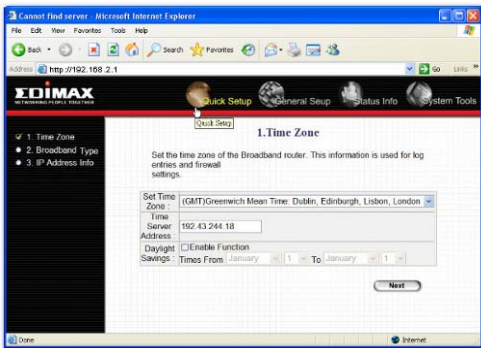 Cannot find server - Microsoft Internet Explorer
File Edit View Favorites Tools Help
Back Search Favorites
Address http://192.168.2.1 Go Links »
EDIMAX
NETWORKING PEOPLE TOGETHER
Quick Setup General Seup Status Info System Tools
Quick Setup
1. Time Zone
2. Broadband Type
3. IP Address Info
1.Time Zone
Set the time zone of the Broadband router. This information is used for log
entries and firewall
settings.
Set Time Zone : (GMT)Greenwich Mean Time: Dublin, Edinburgh, Lisbon, London
Time Server Address : 192.43.244.18
Daylight Savings : Enable Function
Times From January 1 To January 1
Next
Done Internet